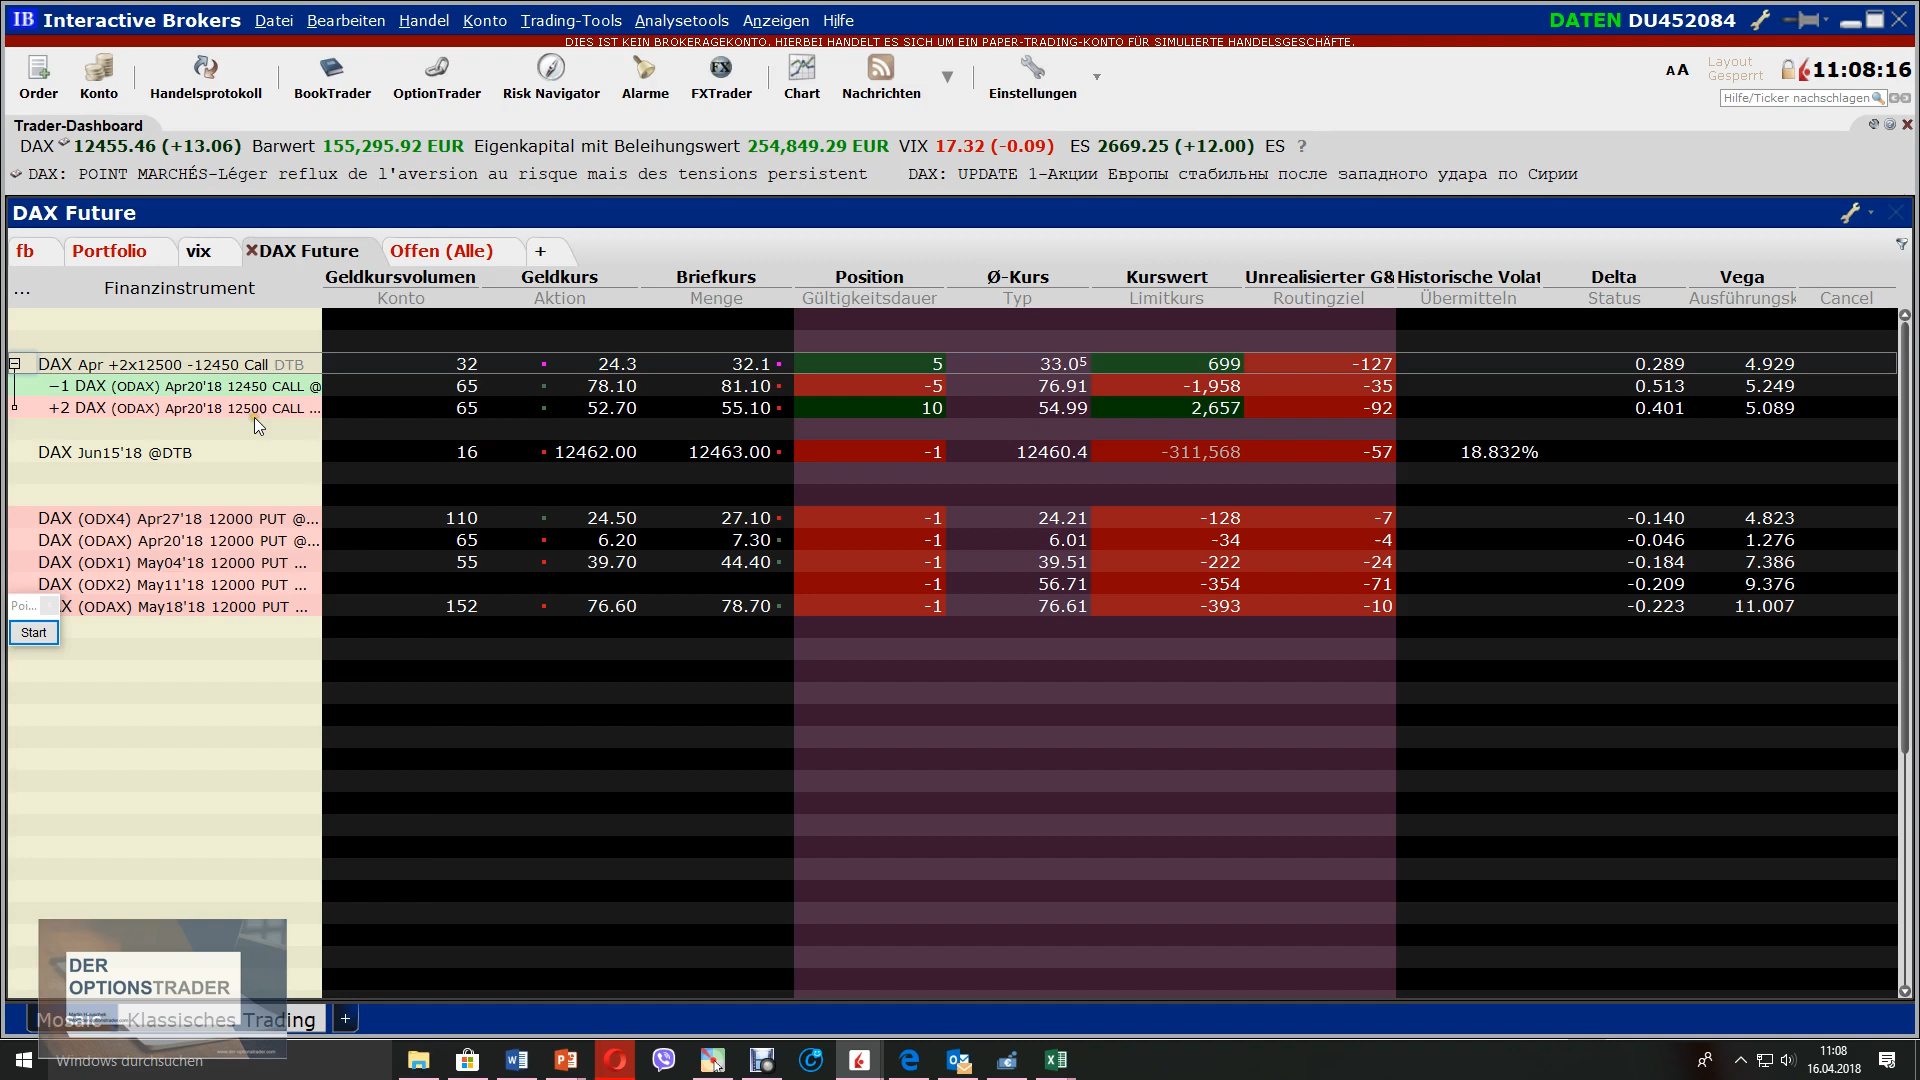 IB Interactive Brokers Datei Bearbeiten Handel Konto Trading-Tools Analysetools Anzeigen Hilfe DATEN DU452084
DIES IST KEIN BROKERAGEKONTO. HIERBEI HANDELT ES SICH UM EIN PAPER-TRADING-KONTO FÜR SIMULIERTE HANDELSGESCHÄFTE.
Order Konto Handelsprotokoll BookTrader OptionTrader Risk Navigator Alarme FX FXTrader Chart Nachrichten Einstellungen AA Layout Gesperrt 11:08:16
Hilfe/Ticker nachschlagen
Trader-Dashboard
DAX 12455.46 (+13.06) Barwert 155,295.92 EUR Eigenkapital mit Beleihungswert 254,849.29 EUR VIX 17.32 (-0.09) ES 2669.25 (+12.00) ES ?
DAX: POINT MARCHÉS-Léger reflux de l'aversion au risque mais des tensions persistent DAX: UPDATE 1-Акции Европы стабильны после западного удара по Сирии
DAX Future
fb Portfolio vix DAX Future Offen (Alle) +
... Finanzinstrument Geldkursvolumen Geldkurs Briefkurs Position Ø-Kurs Kurswert Unrealisierter G& Historische Volat Delta Vega
Konto Aktion Menge Gültigkeitsdauer Typ Limitkurs Routingziel Übermitteln Status Ausführungsk Cancel
DAX Apr +2x12500 -12450 Call DTB 32 24.3 32.1 5 33.05 699 -127 0.289 4.929
−1 DAX (ODAX) Apr20'18 12450 CALL @ 65 78.10 81.10 -5 76.91 -1,958 -35 0.513 5.249
+2 DAX (ODAX) Apr20'18 12500 CALL ... 65 52.70 55.10 10 54.99 2,657 -92 0.401 5.089
DAX Jun15'18 @DTB 16 12462.00 12463.00 -1 12460.4 -311,568 -57 18.832%
DAX (ODX4) Apr27'18 12000 PUT @... 110 24.50 27.10 -1 24.21 -128 -7 -0.140 4.823
DAX (ODAX) Apr20'18 12000 PUT @... 65 6.20 7.30 -1 6.01 -34 -4 -0.046 1.276
DAX (ODX1) May04'18 12000 PUT ... 55 39.70 44.40 -1 39.51 -222 -24 -0.184 7.386
DAX (ODX2) May11'18 12000 PUT ... -1 56.71 -354 -71 -0.209 9.376
Poi... X (ODAX) May18'18 12000 PUT ... 152 76.60 78.70 -1 76.61 -393 -10 -0.223 11.007
Start
DER
OPTIONSTRADER
Mosaic Klassisches Trading +
www.der-optionstrader.com
Windows durchsuchen
11:08
16.04.2018